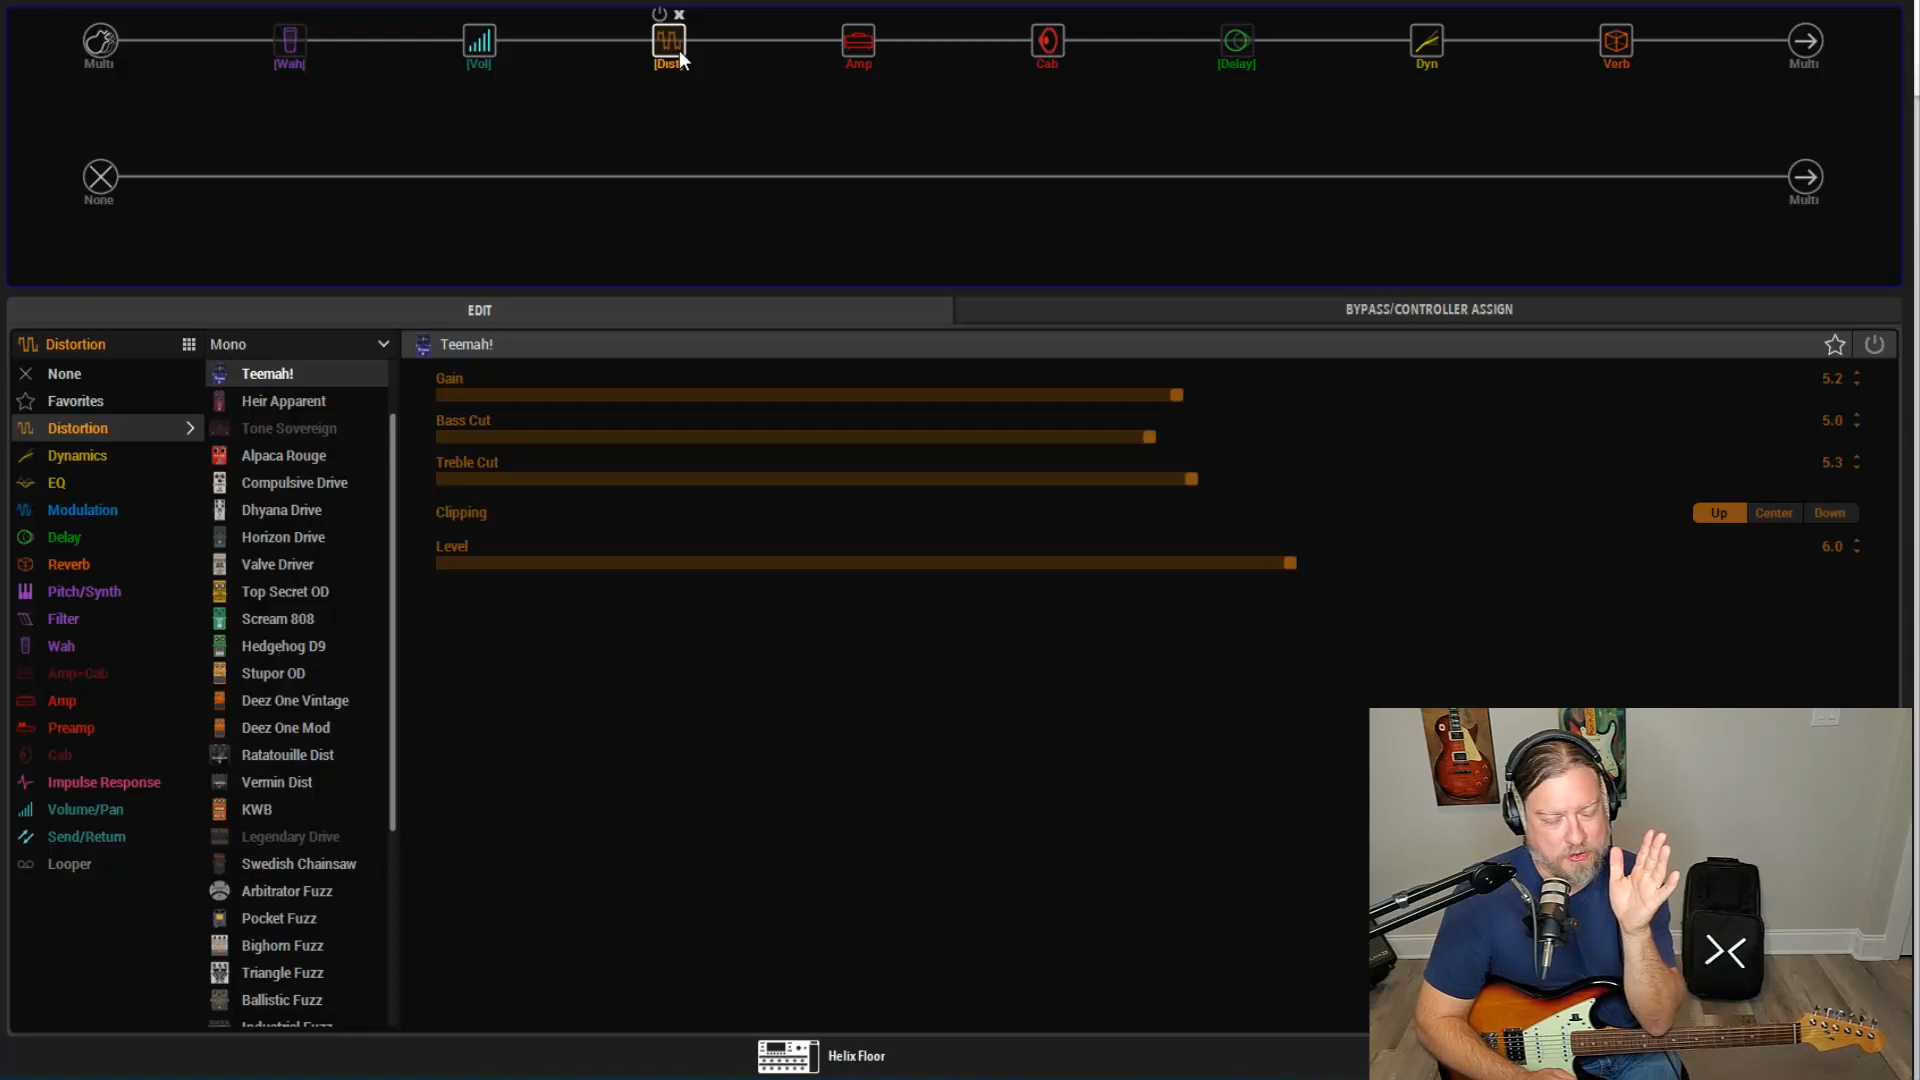 x
Multi
|Wah|
|Vol|
|Dist|
Amp
Cab
|Delay|
Dyn
Verb
Multi
None
Multi
EDIT
BYPASS/CONTROLLER ASSIGN
Distortion
Mono
Teemah!
None
Favorites
Distortion
Dynamics
EQ
Modulation
Delay
Reverb
Pitch/Synth
Filter
Wah
Amp+Cab
Amp
Preamp
Cab
Impulse Response
Volume/Pan
Send/Return
Looper
Teemah!
Heir Apparent
Tone Sovereign
Alpaca Rouge
Compulsive Drive
Dhyana Drive
Horizon Drive
Valve Driver
Top Secret OD
Scream 808
Hedgehog D9
Stupor OD
Deez One Vintage
Deez One Mod
Ratatouille Dist
Vermin Dist
KWB
Legendary Drive
Swedish Chainsaw
Arbitrator Fuzz
Pocket Fuzz
Bighorn Fuzz
Triangle Fuzz
Ballistic Fuzz
Industrial Fuzz
Gain
5.2
Bass Cut
5.0
Treble Cut
5.3
Clipping
Up Center Down
Level
6.0
Helix Floor